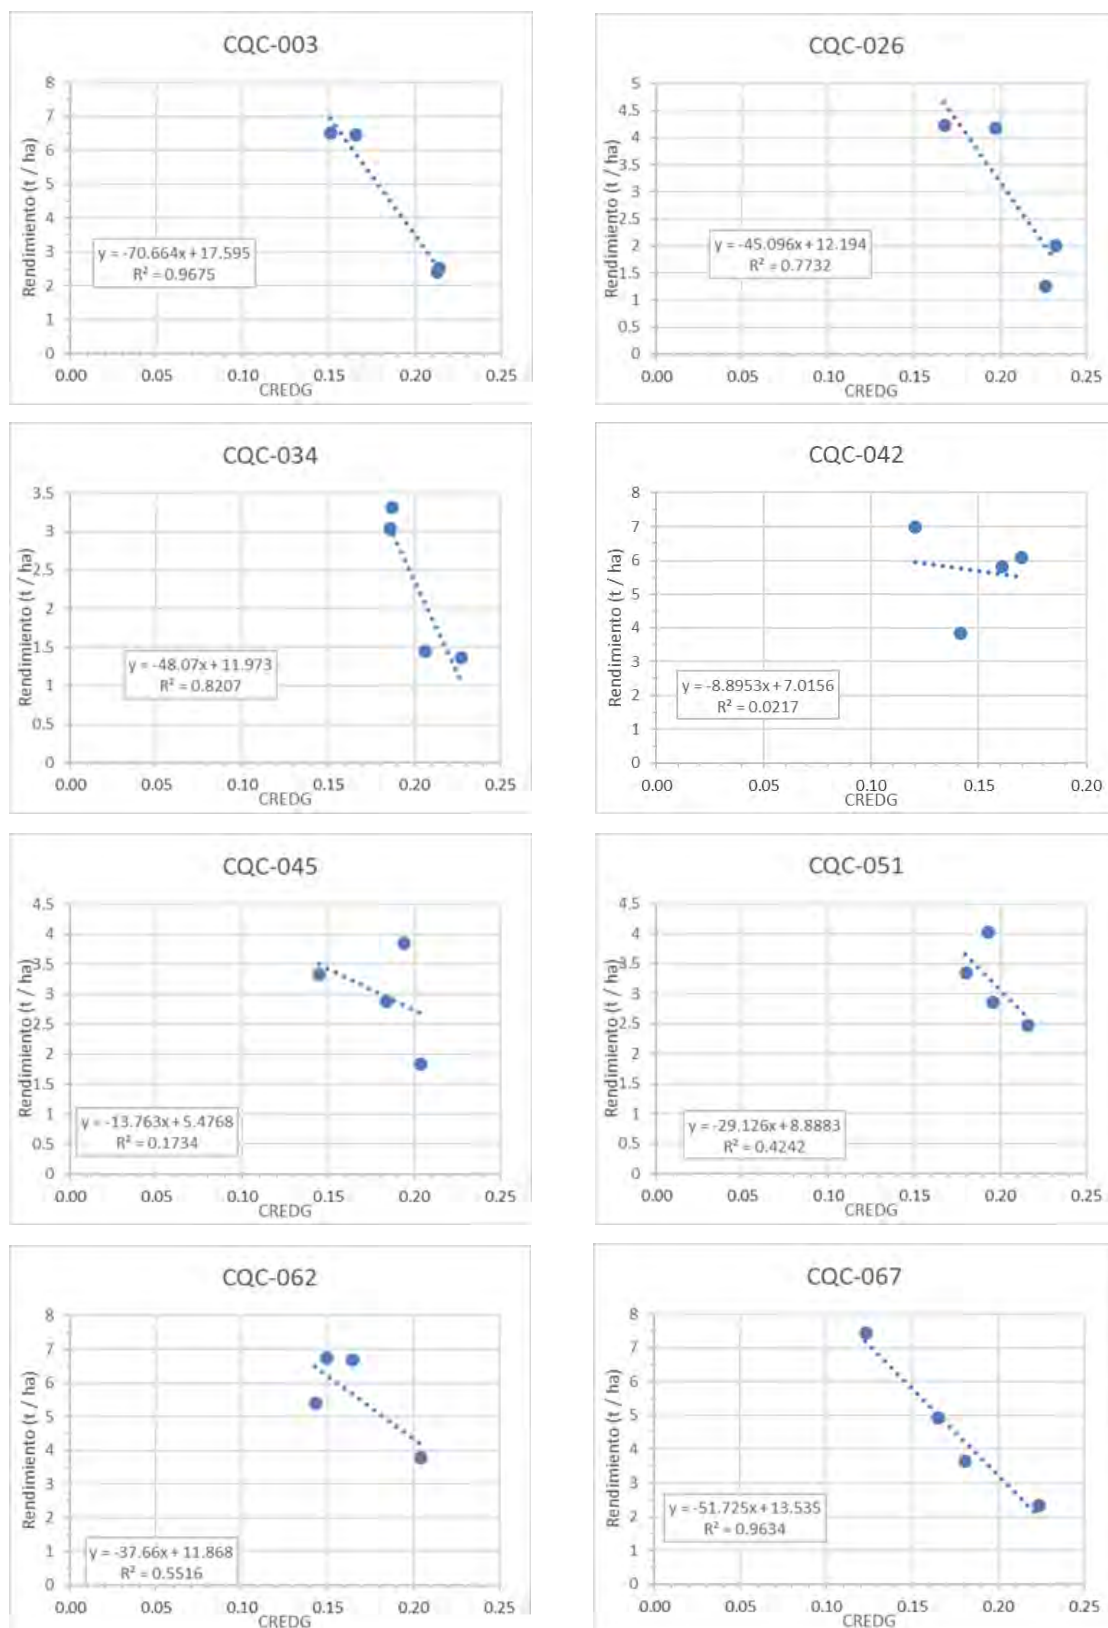 CQC-003
Rendimiento (t / ha)
8
7
6
5
4
3
2
1
0
y = -70.664x + 17.595
R² = 0.9675
0.00 0.05 0.10 0.15 0.20 0.25
CREDG
CQC-026
Rendimiento (t / ha)
5
4.5
4
3.5
3
2.5
2
1.5
1
0.5
0
y = -45.096x + 12.194
R² = 0.7732
0.00 0.05 0.10 0.15 0.20 0.25
CREDG
CQC-034
Rendimiento (t / ha)
3.5
3
2.5
2
1.5
1
0.5
0
y = -48.07x + 11.973
R² = 0.8207
0.00 0.05 0.10 0.15 0.20 0.25
CREDG
CQC-042
Rendimiento (t / ha)
8
7
6
5
4
3
2
1
0
y = -8.8953x + 7.0156
R² = 0.0217
0.00 0.05 0.10 0.15 0.20
CREDG
CQC-045
Rendimiento (t / ha)
4.5
4
3.5
3
2.5
2
1.5
1
0.5
0
y = -13.763x + 5.4768
R² = 0.1734
0.00 0.05 0.10 0.15 0.20 0.25
CREDG
CQC-051
Rendimiento (t / ha)
4.5
4
3.5
3
2.5
2
1.5
1
0.5
0
y = -29.126x + 8.8883
R² = 0.4242
0.00 0.05 0.10 0.15 0.20 0.25
CREDG
CQC-062
Rendimiento (t / ha)
8
7
6
5
4
3
2
1
0
y = -37.66x + 11.868
R² = 0.5516
0.00 0.05 0.10 0.15 0.20 0.25
CREDG
CQC-067
Rendimiento (t / ha)
8
7
6
5
4
3
2
1
0
y = -51.725x + 13.535
R² = 0.9634
0.00 0.05 0.10 0.15 0.20 0.25
CREDG